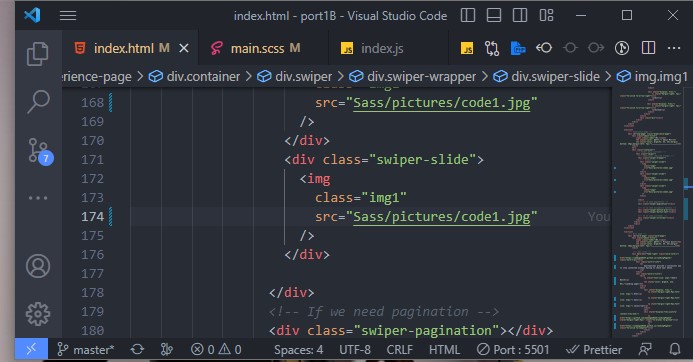 index.html - port1B - Visual Studio Code
index.html M
main.scss M
index.js
erience-page > div.container > div.swiper > div.swiper-wrapper > div.swiper-slide > img.img1
168 src="Sass/pictures/code1.jpg"
169 />
170 </div>
171 <div class="swiper-slide">
172 <img
173 class="img1"
174 src="Sass/pictures/code1.jpg" You
175 />
176 </div>
177
178 </div>
179 <!-- If we need pagination -->
180 <div class="swiper-pagination"></div>
7
master* 0 0 Spaces: 4 UTF-8 CRLF HTML Port : 5501 Prettier